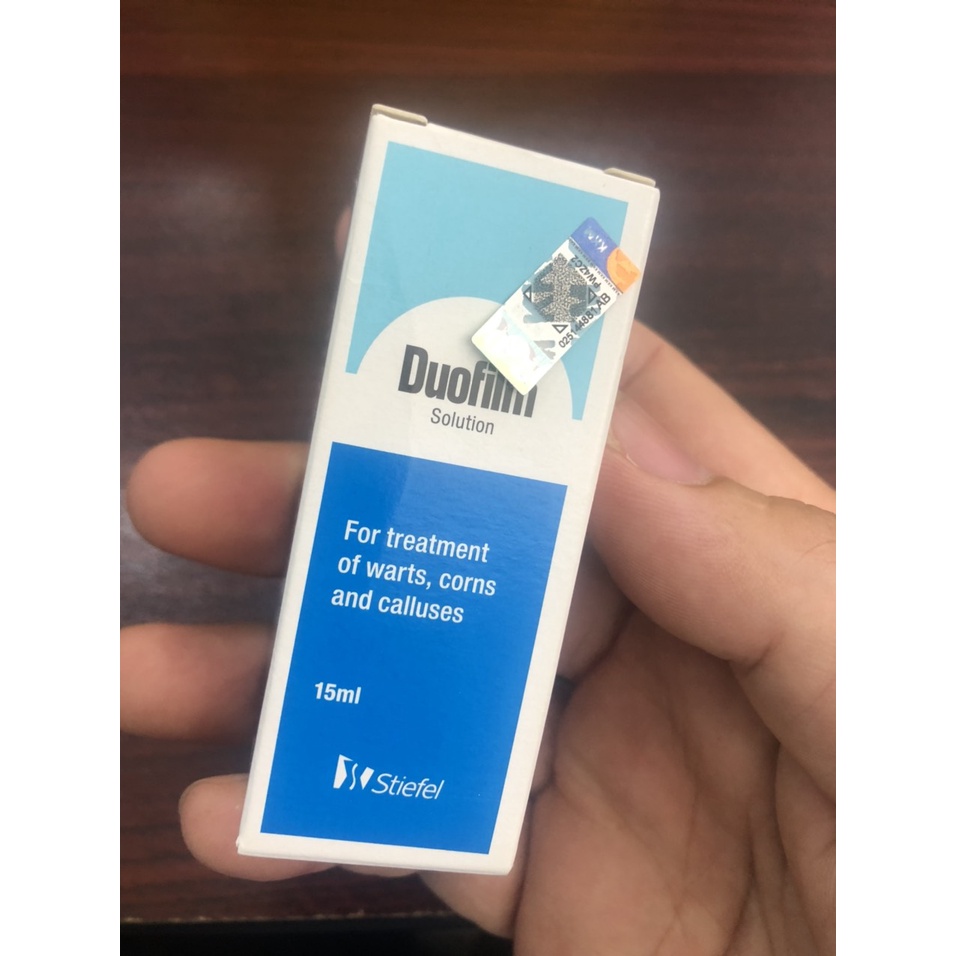 Duofilm
Solution
For treatment
of warts, corns
and calluses
15ml
Stiefel